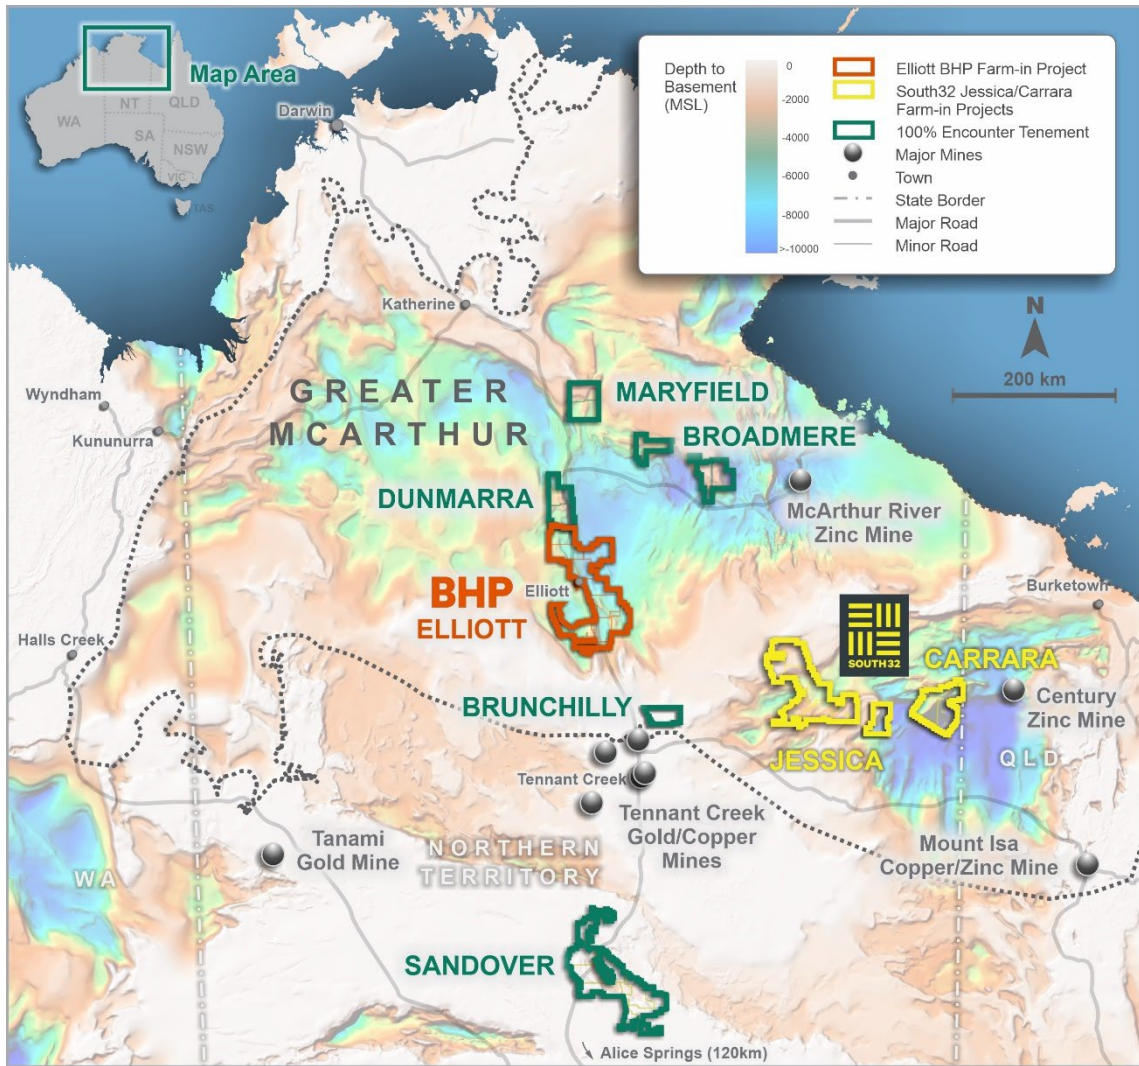 Map Area
NT
QLD
WA
SA
NSW
VIC
TAS
Depth to
Basement
(MSL)
0
-2000
-4000
-6000
-8000
>-10000
Elliott BHP Farm-in Project
South32 Jessica/Carrara
Farm-in Projects
100% Encounter Tenement
Major Mines
Town
State Border
Major Road
Minor Road
N
200 km
Darwin
Katherine
Wyndham
Kununurra
GREATER
MCARTHUR
MARYFIELD
BROADMERE
DUNMARRA
McArthur River
Zinc Mine
BHP
ELLIOTT
Elliott
Burketown
Halls Creek
SOUTH32
CARRARA
Century
Zinc Mine
BRUNCHILLY
JESSICA
QLD
Tennant Creek
Tennant Creek
Gold/Copper
Mines
Tanami
Gold Mine
NORTHERN
TERRITORY
Mount Isa
Copper/Zinc Mine
WA
SANDOVER
Alice Springs (120km)